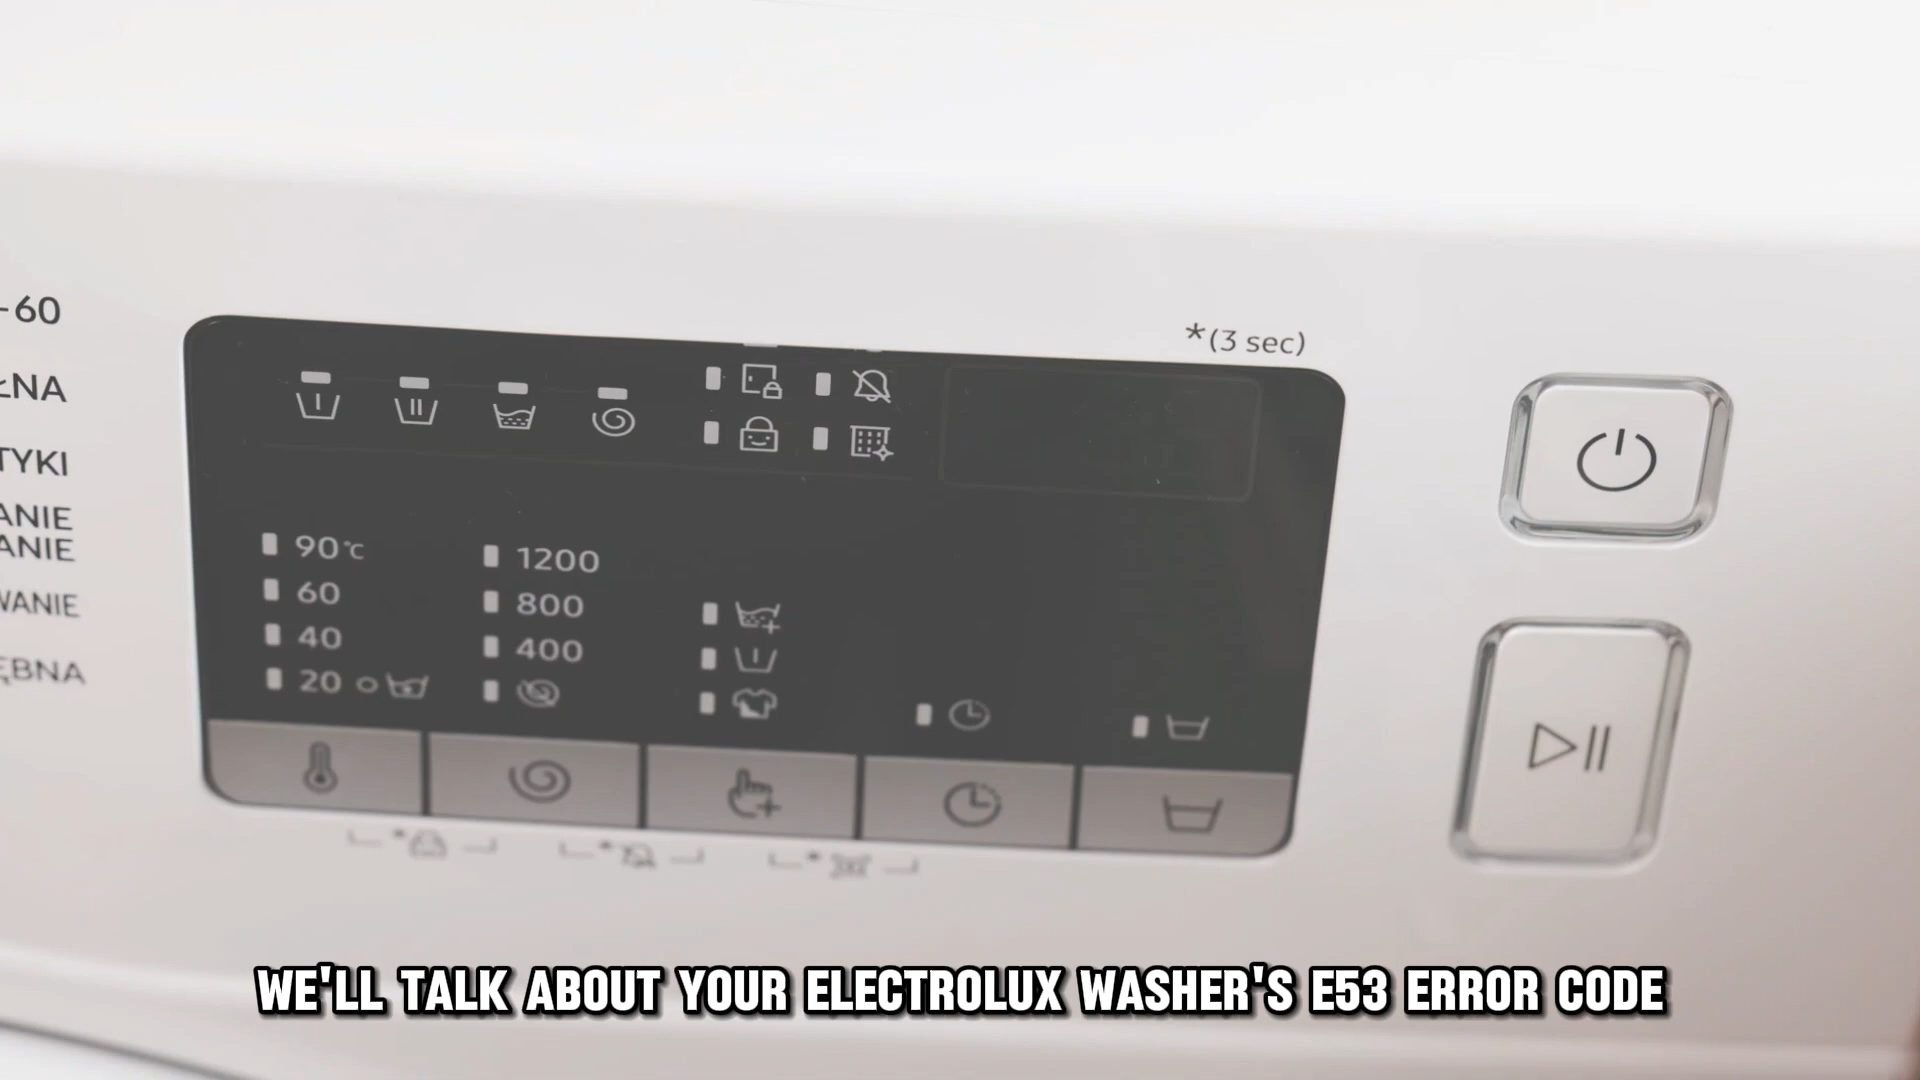 -60
ŁNA
TYKI
ANIE
ANIE
WANIE
ĘBNA
*(3 sec)
90°C
60
40
20
1200
800
400
WE'LL TALK ABOUT YOUR ELECTROLUX WASHER'S E53 ERROR CODE